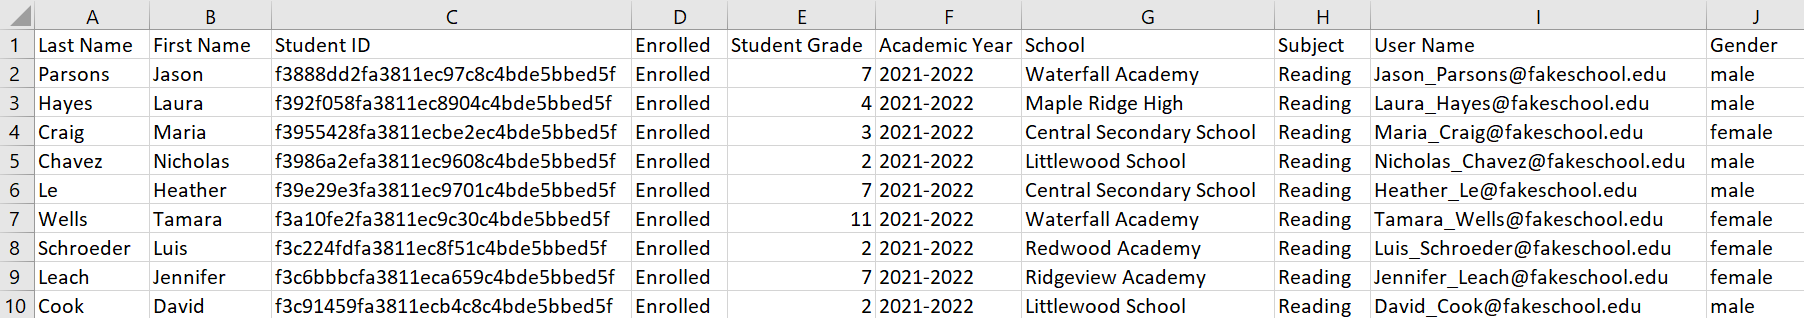 A B C D E F G H I J
1 Last Name First Name Student ID Enrolled Student Grade Academic Year School Subject User Name Gender
2 Parsons Jason f3888dd2fa3811ec97c8c4bde5bbed5f Enrolled 7 2021-2022 Waterfall Academy Reading Jason_Parsons@fakeschool.edu male
3 Hayes Laura f392f058fa3811ec8904c4bde5bbed5f Enrolled 4 2021-2022 Maple Ridge High Reading Laura_Hayes@fakeschool.edu male
4 Craig Maria f3955428fa3811ecbe2ec4bde5bbed5f Enrolled 3 2021-2022 Central Secondary School Reading Maria_Craig@fakeschool.edu female
5 Chavez Nicholas f3986a2efa3811ec9608c4bde5bbed5f Enrolled 2 2021-2022 Littlewood School Reading Nicholas_Chavez@fakeschool.edu male
6 Le Heather f39e29e3fa3811ec9701c4bde5bbed5f Enrolled 7 2021-2022 Central Secondary School Reading Heather_Le@fakeschool.edu male
7 Wells Tamara f3a10fe2fa3811ec9c30c4bde5bbed5f Enrolled 11 2021-2022 Waterfall Academy Reading Tamara_Wells@fakeschool.edu female
8 Schroeder Luis f3c224fdfa3811ec8f51c4bde5bbed5f Enrolled 2 2021-2022 Redwood Academy Reading Luis_Schroeder@fakeschool.edu female
9 Leach Jennifer f3c6bbbcfa3811eca659c4bde5bbed5f Enrolled 7 2021-2022 Ridgeview Academy Reading Jennifer_Leach@fakeschool.edu female
10 Cook David f3c91459fa3811ecb4c8c4bde5bbed5f Enrolled 2 2021-2022 Littlewood School Reading David_Cook@fakeschool.edu male